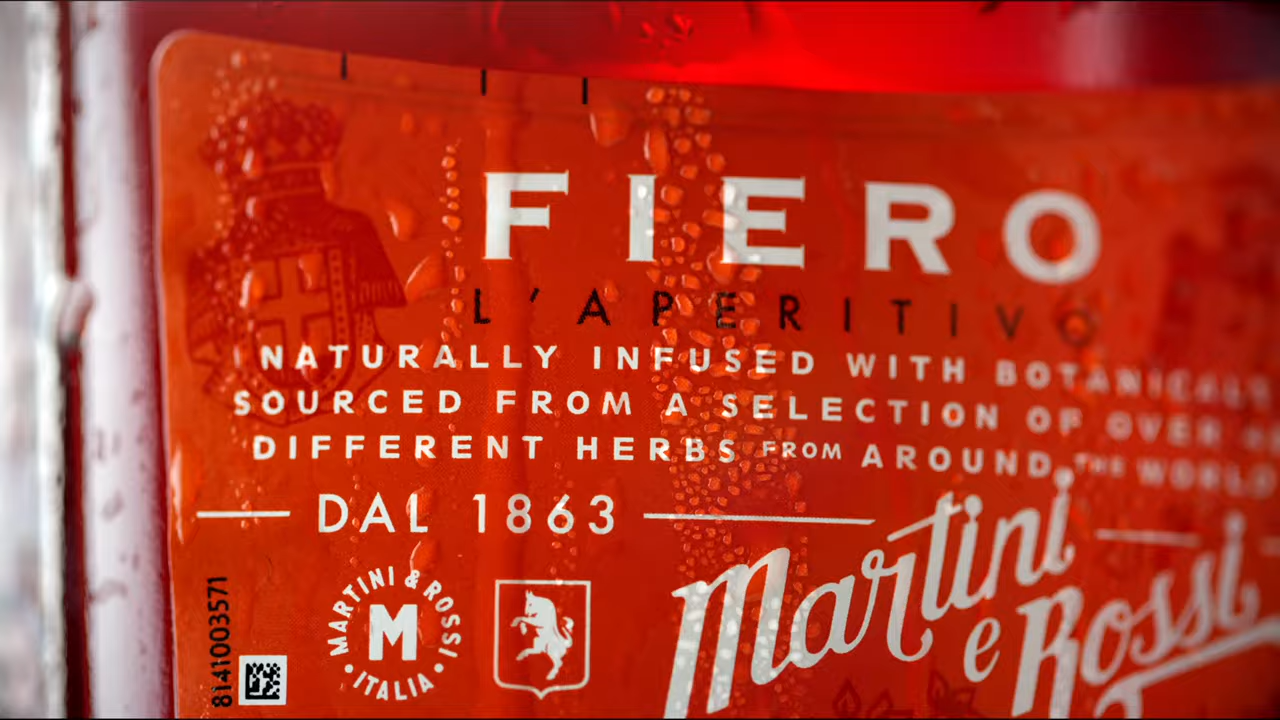 FIERO
L'APERITIVO
NATURALLY INFUSED WITH BOTANICALS
SOURCED FROM A SELECTION OF OVER
DIFFERENT HERBS FROM AROUND THE WORLD
DAL 1863
Martini
e Rossi
MARTINI & ROSSI
M
• ITALIA •
8141003571